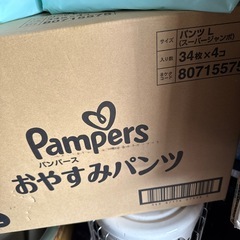 サイズ
パンツ L
(スーパージャンボ)
入り数
34枚×4コ
8071557
Pampers
パンパース
おやすみパンツ